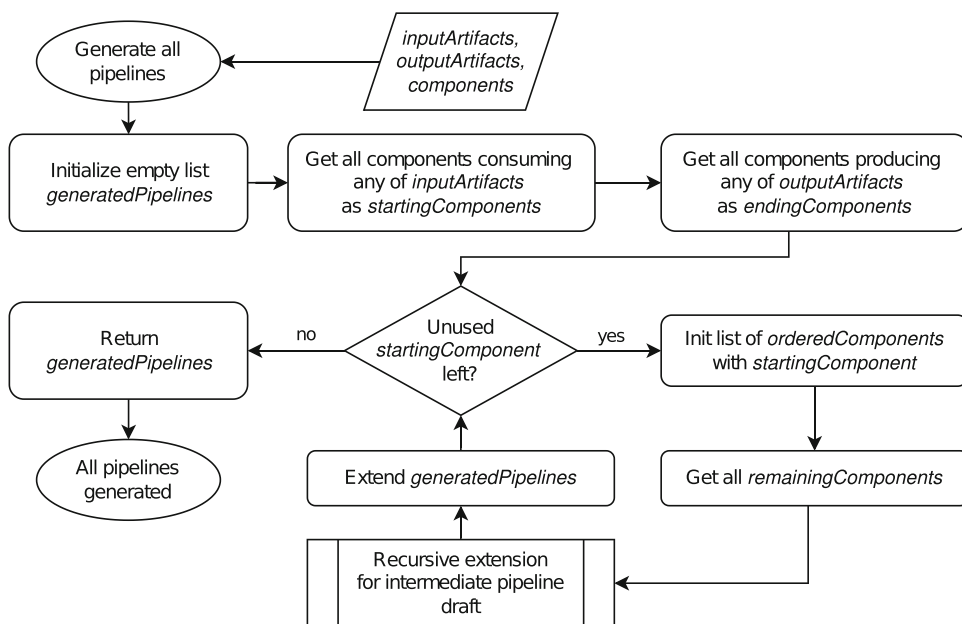 Generate all
pipelines
inputArtifacts,
outputArtifacts,
components
Initialize empty list
generatedPipelines
Get all components consuming
any of inputArtifacts
as startingComponents
Get all components producing
any of outputArtifacts
as endingComponents
Return
generatedPipelines
no
Unused
startingComponent
left?
yes
Init list of orderedComponents
with startingComponent
All pipelines
generated
Extend generatedPipelines
Get all remainingComponents
Recursive extension
for intermediate pipeline
draft